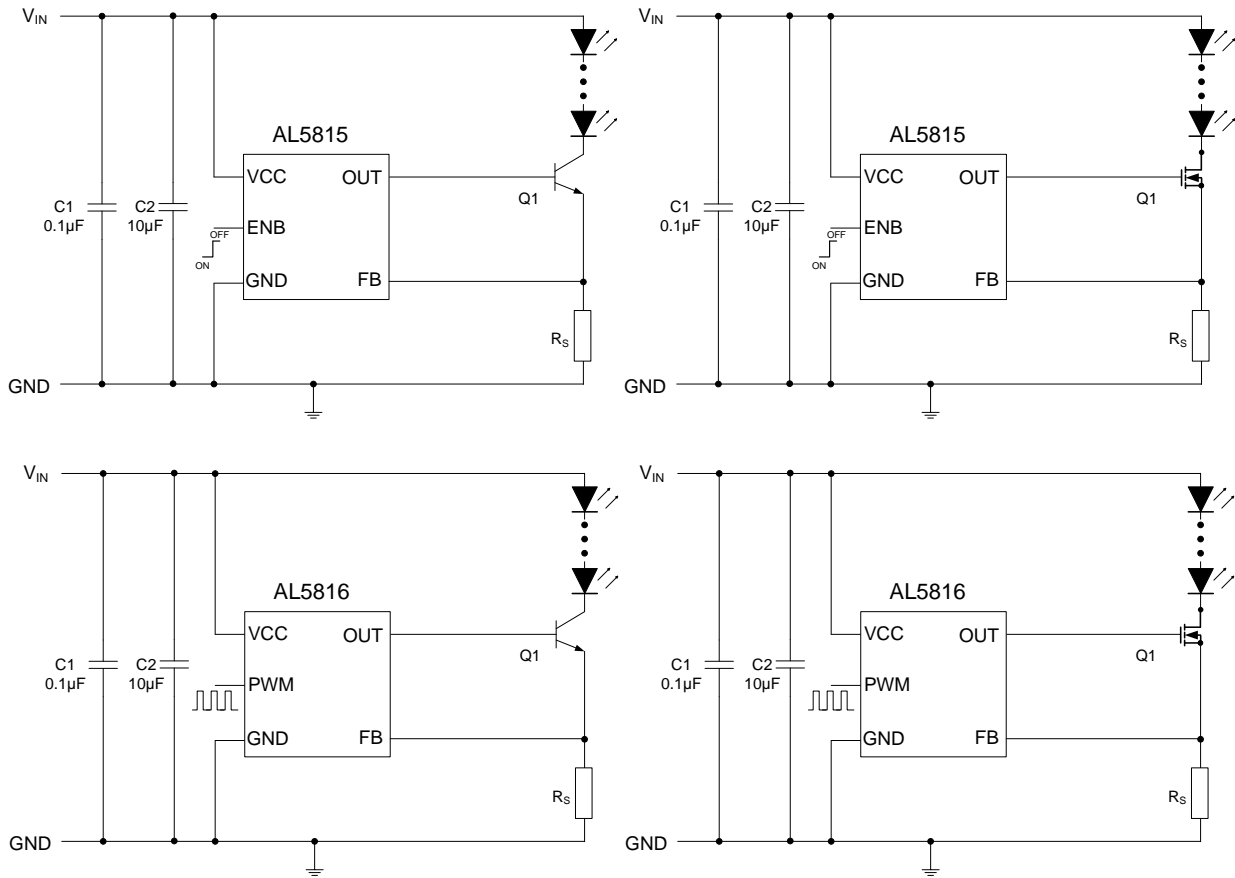 VIN
AL5815
VCC
OUT
C1
0.1µF
C2
10µF
ENB
OFF
ON
Q1
GND
FB
RS
GND
VIN
AL5815
VCC
OUT
C1
0.1µF
C2
10µF
ENB
OFF
ON
Q1
GND
FB
RS
VIN
AL5816
VCC
OUT
C1
0.1µF
C2
10µF
PWM
Q1
GND
FB
RS
GND
VIN
AL5816
VCC
OUT
C1
0.1µF
C2
10µF
PWM
Q1
GND
FB
RS
GND
GND